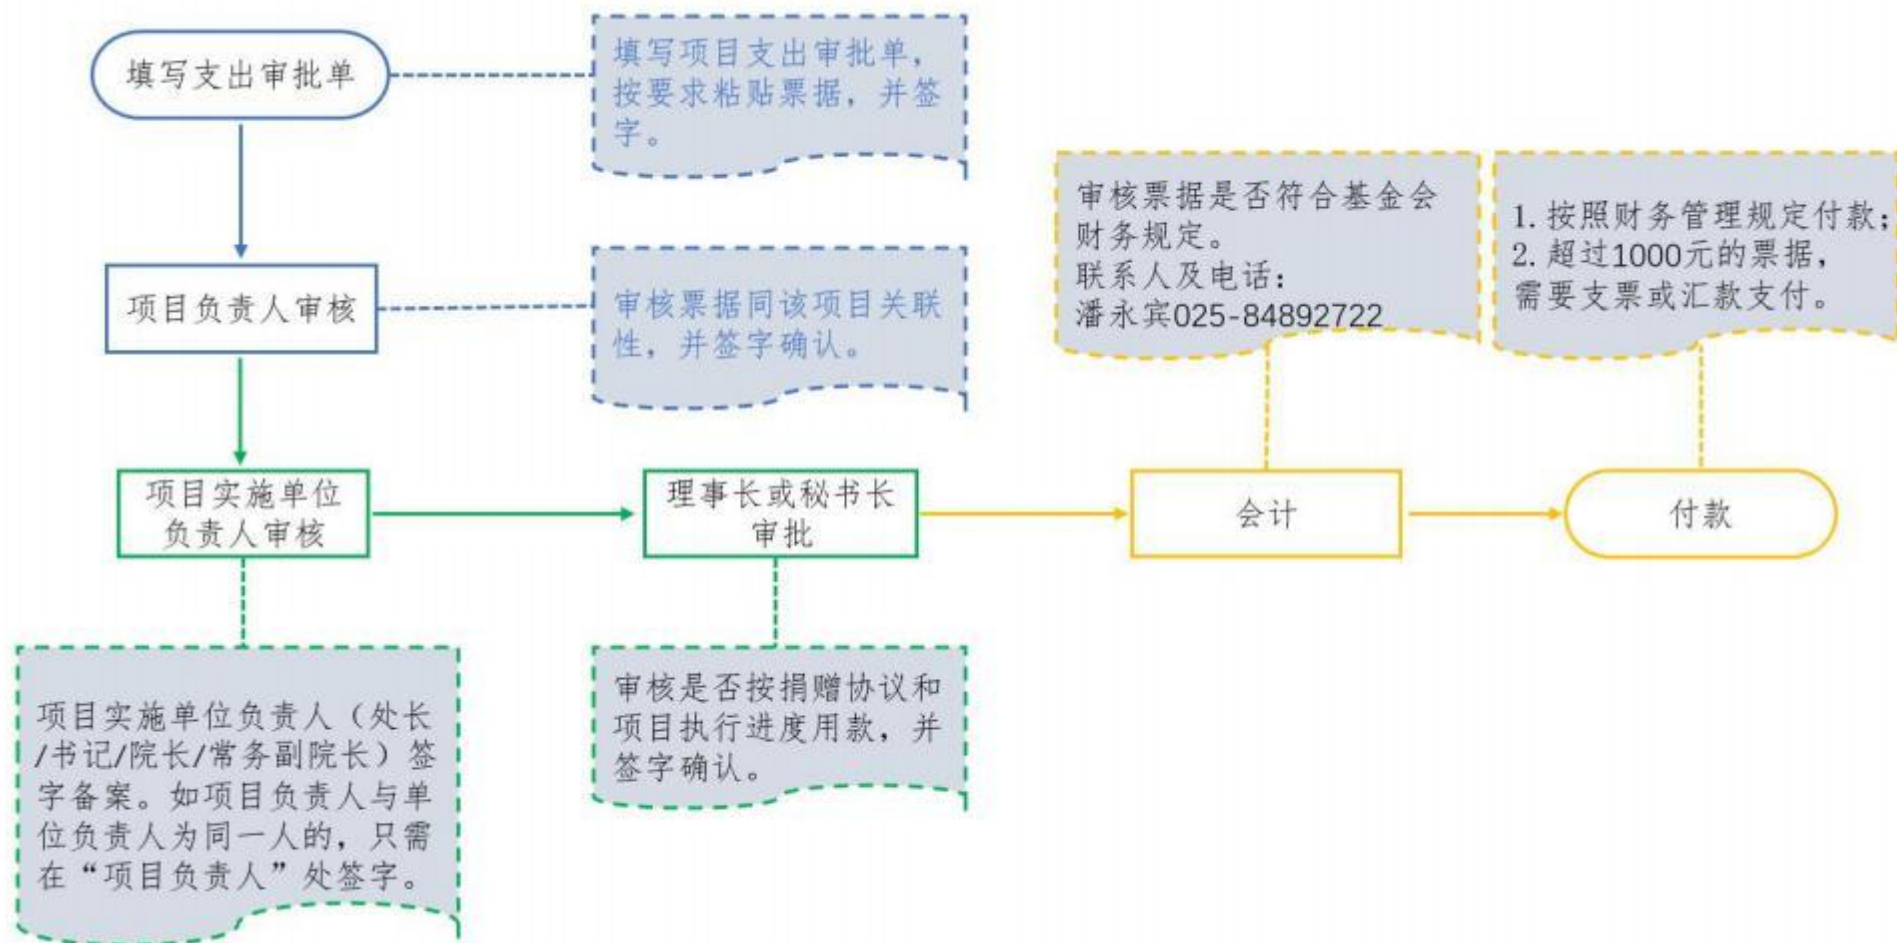 填写支出审批单
填写项目支出审批单，
按要求粘贴票据，并签
字。
项目负责人审核
审核票据同该项目关联
性，并签字确认。
项目实施单位
负责人审核
项目实施单位负责人（处长
/书记/院长/常务副院长）签
字备案。如项目负责人与单
位负责人为同一人的，只需
在“项目负责人”处签字。
理事长或秘书长
审批
审核是否按捐赠协议和
项目执行进度用款，并
签字确认。
审核票据是否符合基金会
财务规定。
联系人及电话：
潘永宾025-84892722
会计
1. 按照财务管理规定付款；
2. 超过1000元的票据，
需要支票或汇款支付。
付款